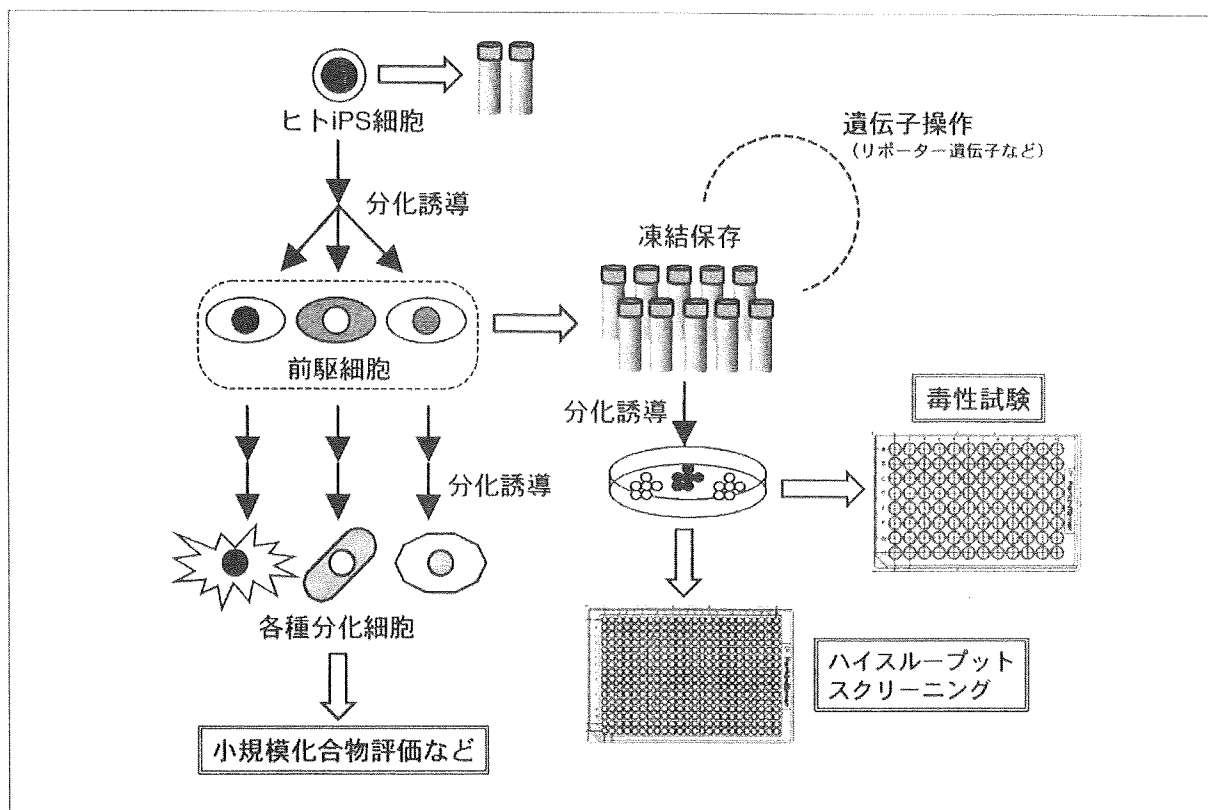 ヒトiPS細胞
遺伝子操作
（リポーター遺伝子など）
分化誘導
凍結保存
前駆細胞
分化誘導
毒性試験
分化誘導
各種分化細胞
ハイスループット
スクリーニング
小規模化合物評価など